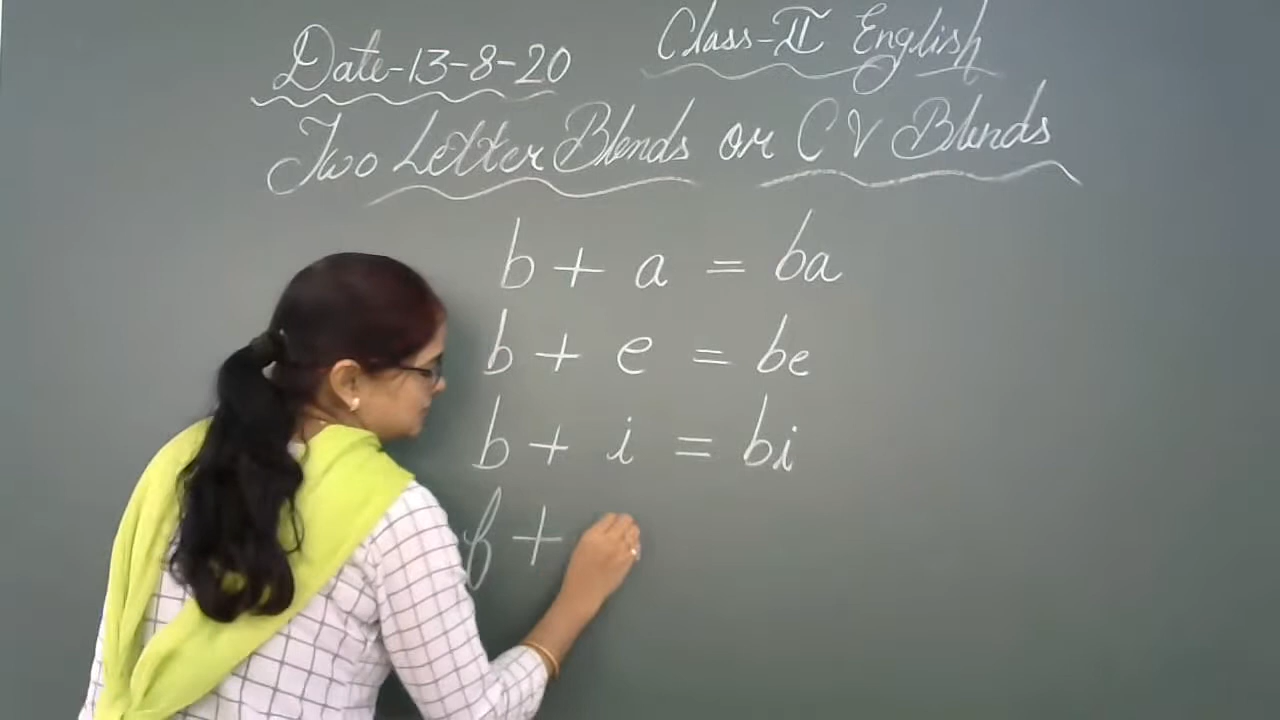 Date-13-8-20 Class-II English
Two Letter Blends or CV Blends
b + a = ba
b + e = be
b + i = bi
f +